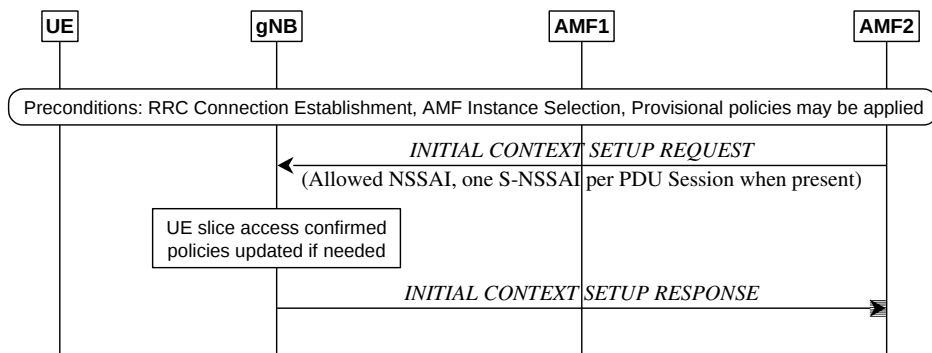 UE gNB AMF1 AMF2
Preconditions: RRC Connection Establishment, AMF Instance Selection, Provisional policies may be applied
INITIAL CONTEXT SETUP REQUEST
(Allowed NSSAI, one S-NSSAI per PDU Session when present)
UE slice access confirmed
policies updated if needed
INITIAL CONTEXT SETUP RESPONSE